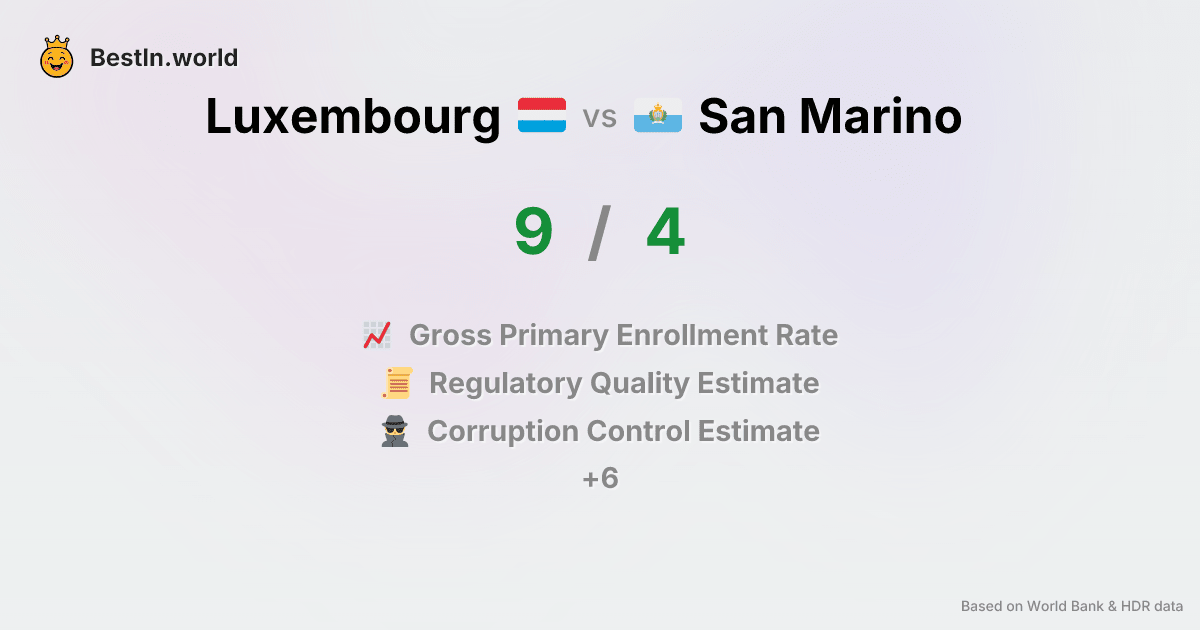 BestIn.world
Luxembourg vs San Marino
9 / 4
Gross Primary Enrollment Rate
Regulatory Quality Estimate
Corruption Control Estimate
+6
Based on World Bank & HDR data